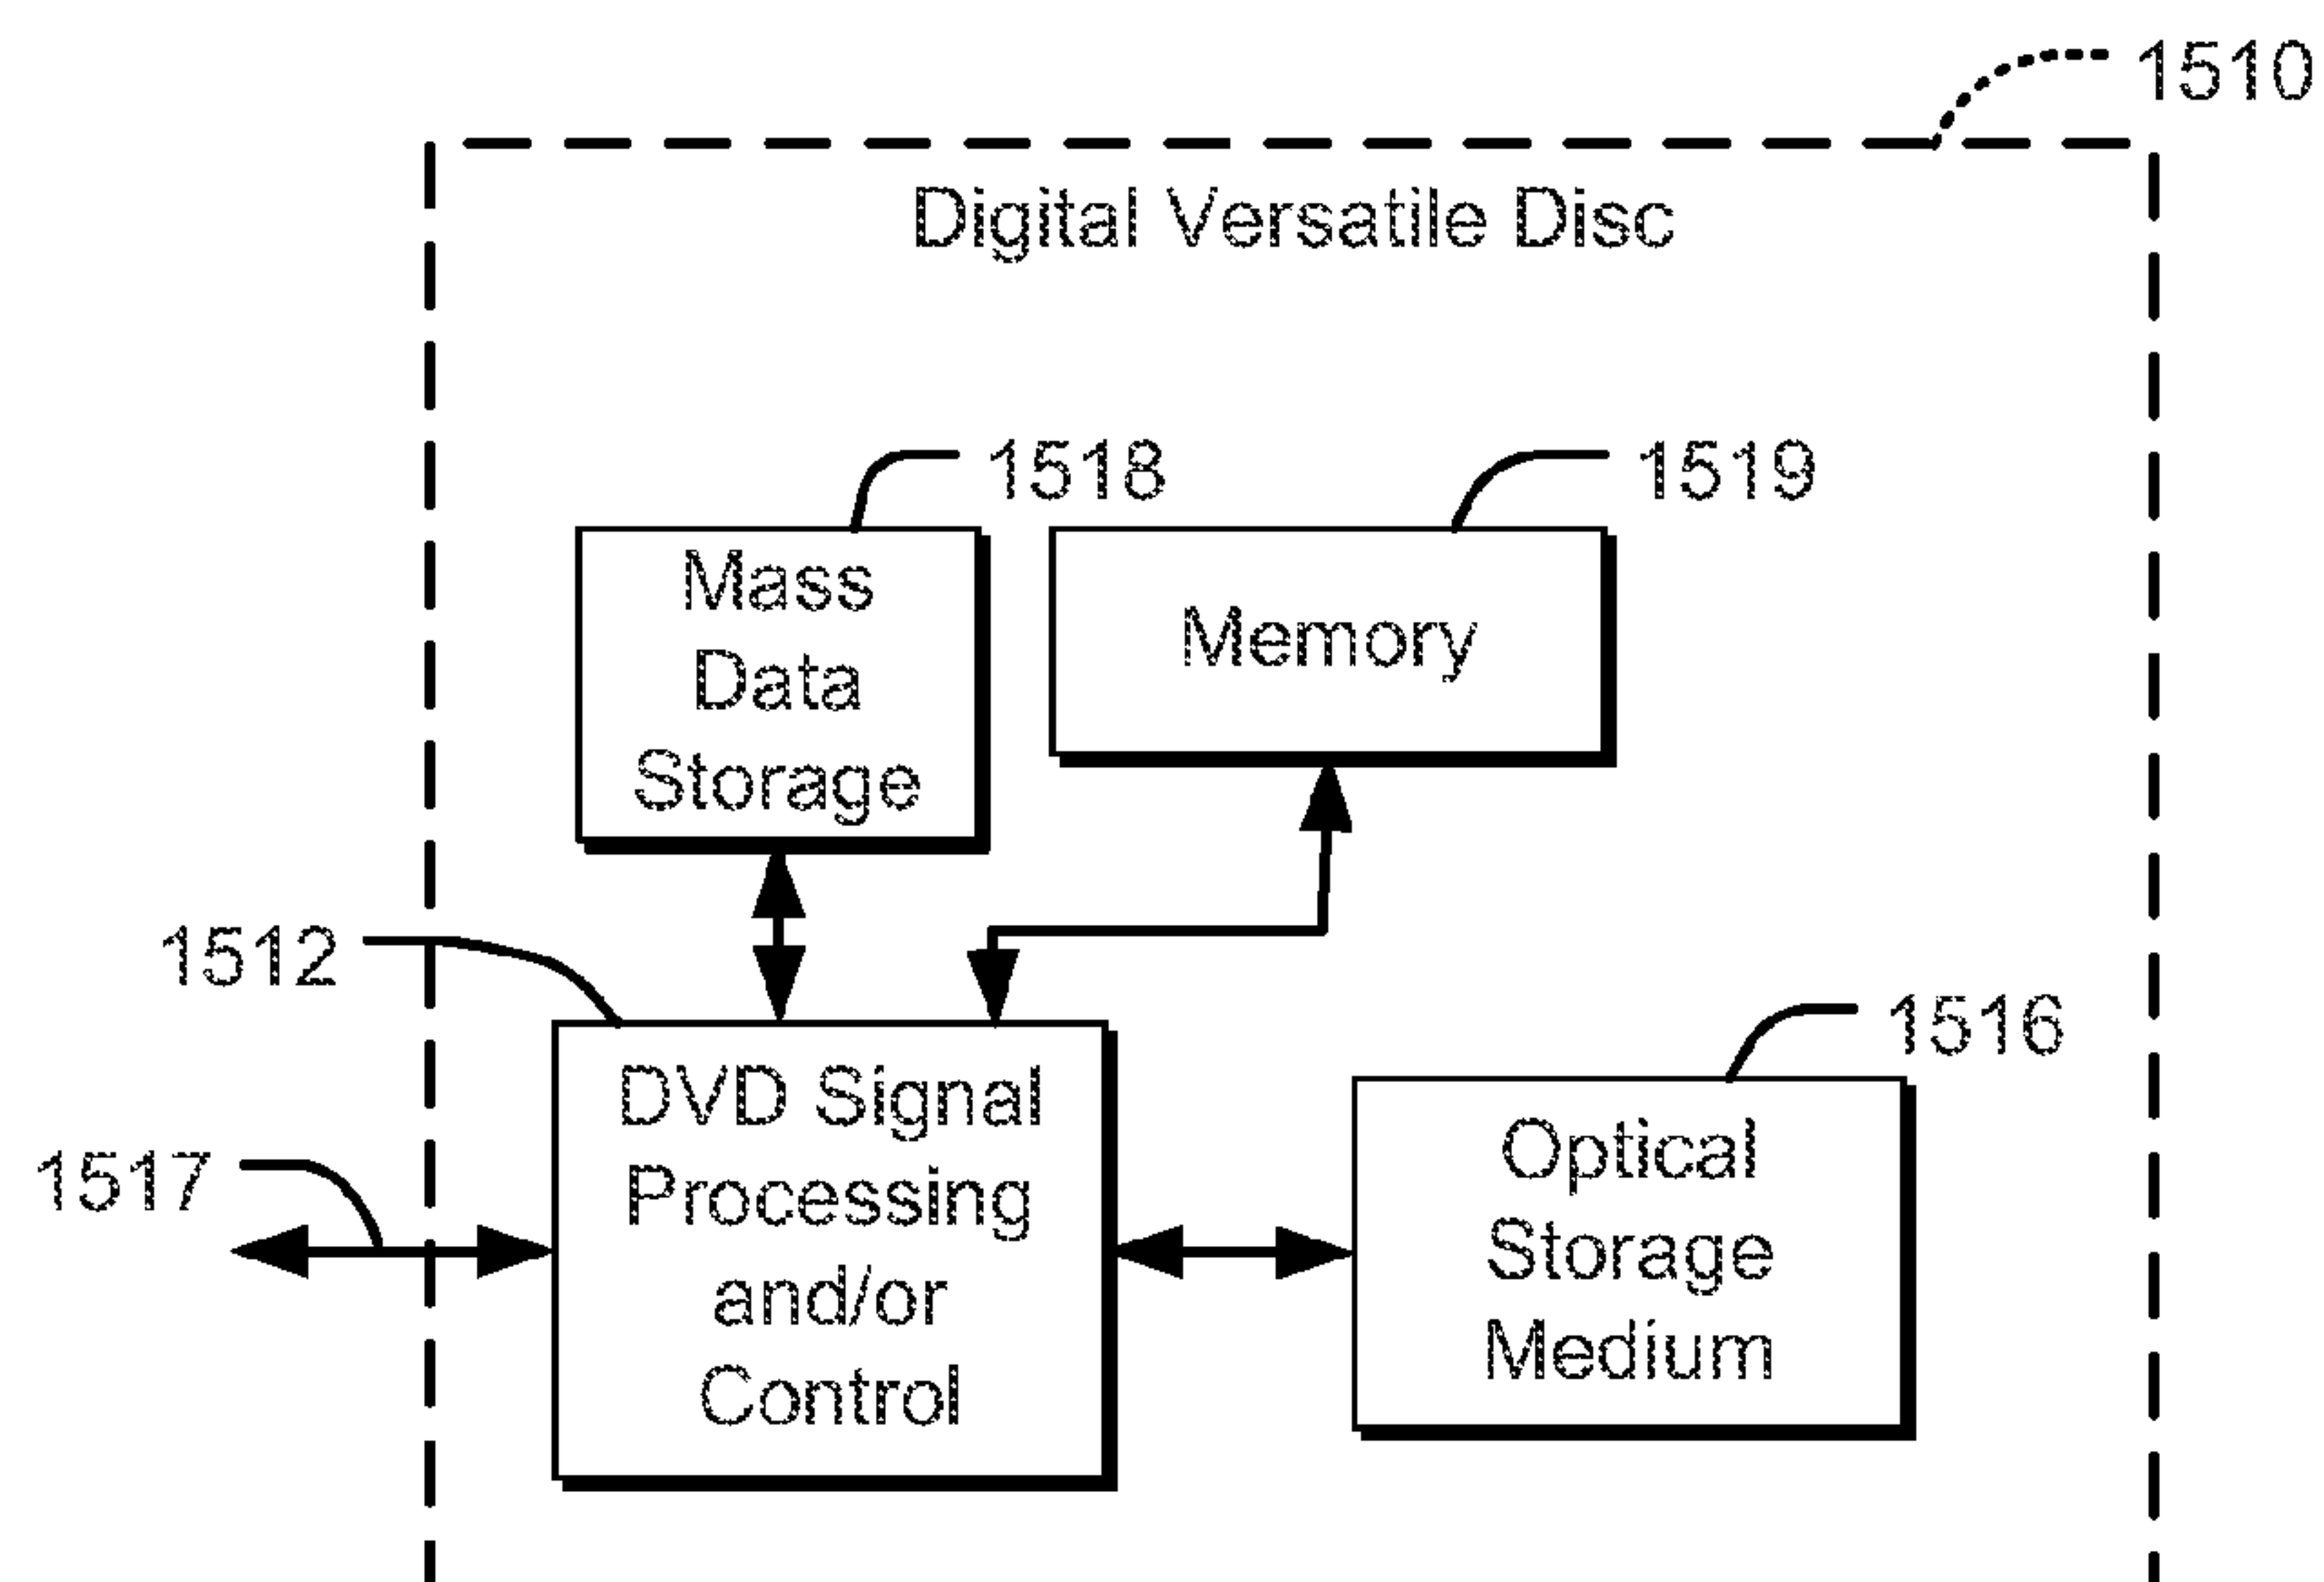 1510
Digital Versatile Disc
1518
1519
Mass
Data
Storage
Memory
1512
1516
DVD Signal
Processing
and/or
Control
1517
Optical
Storage
Medium